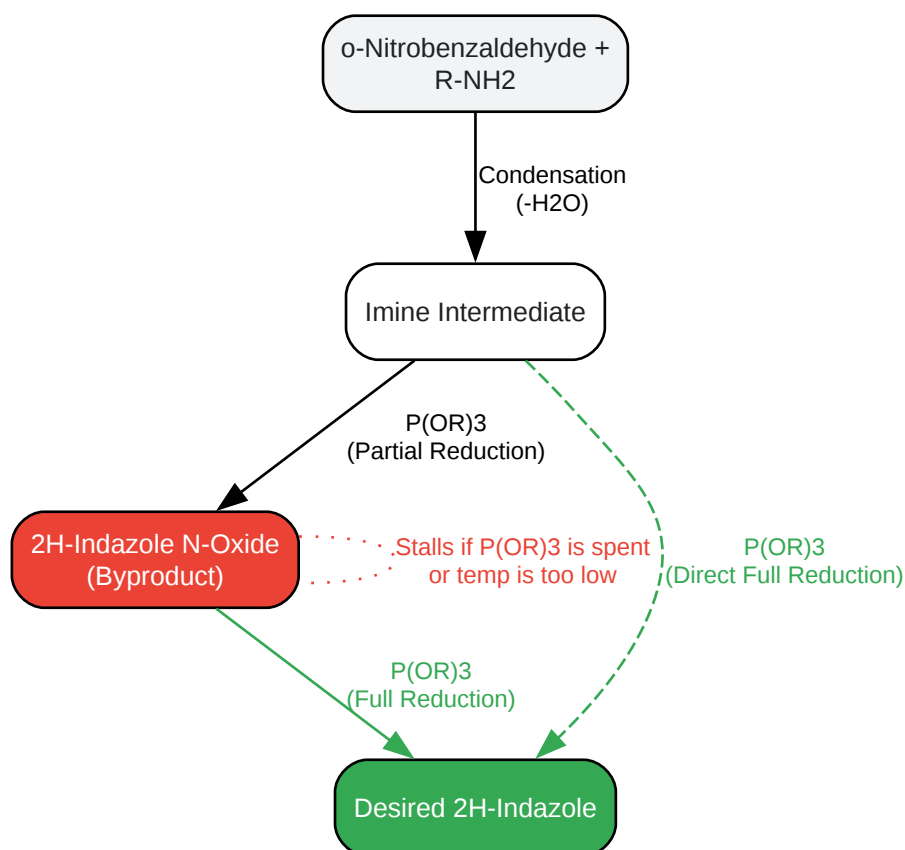 o-Nitrobenzaldehyde +
R-NH2
Condensation
(-H2O)
Imine Intermediate
P(OR)3
(Partial Reduction)
2H-Indazole N-Oxide
(Byproduct)
Stalls if P(OR)3 is spent
or temp is too low
P(OR)3
(Direct Full Reduction)
P(OR)3
(Full Reduction)
Desired 2H-Indazole